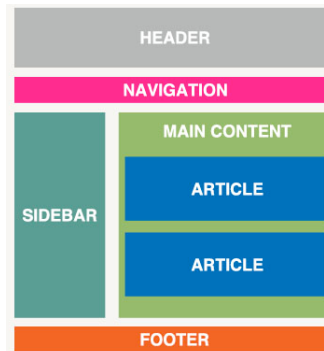 HEADER
NAVIGATION
SIDEBAR
MAIN CONTENT
ARTICLE
ARTICLE
FOOTER